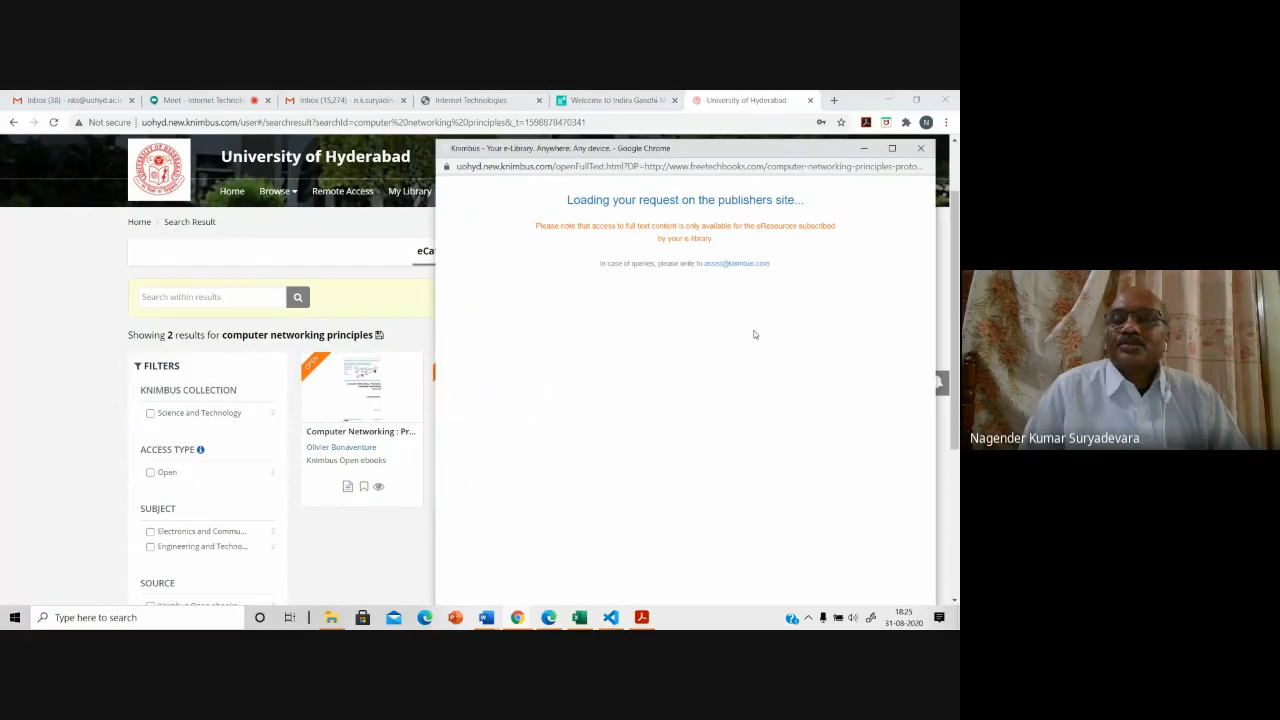 Inbox (38) - nks@uohyd.ac.i
Meet - Internet Technolo
Inbox (15,274) - n.k.suryadev
Internet Technologies
Welcome to Indira Gandhi M
University of Hyderabad
Not secure
uohyd.new.knimbus.com/user#/searchresult?searchId=computer%20networking%20principles&_t=1598878470341
University of Hyderabad
Home
Browse
Remote Access
My Library
Home / Search Result
eCa
Search within results
Showing 2 results for computer networking principles
FILTERS
KNIMBUS COLLECTION
Science and Technology 2
ACCESS TYPE
Open 2
SUBJECT
Electronics and Commu... 2
Engineering and Techno... 2
SOURCE
OPEN
Computer Networking : Pr...
Olivier Bonaventure
Knimbus Open ebooks
Knimbus - Your e-Library. Anywhere. Any device. - Google Chrome
uohyd.new.knimbus.com/openFullText.html?DP=http://www.freetechbooks.com/computer-networking-principles-proto...
Loading your request on the publishers site...
Please note that access to full text content is only available for the eResources subscribed
by your e-library
In case of queries, please write to assist@knimbus.com
Nagender Kumar Suryadevara
Type here to search
18:25
31-08-2020